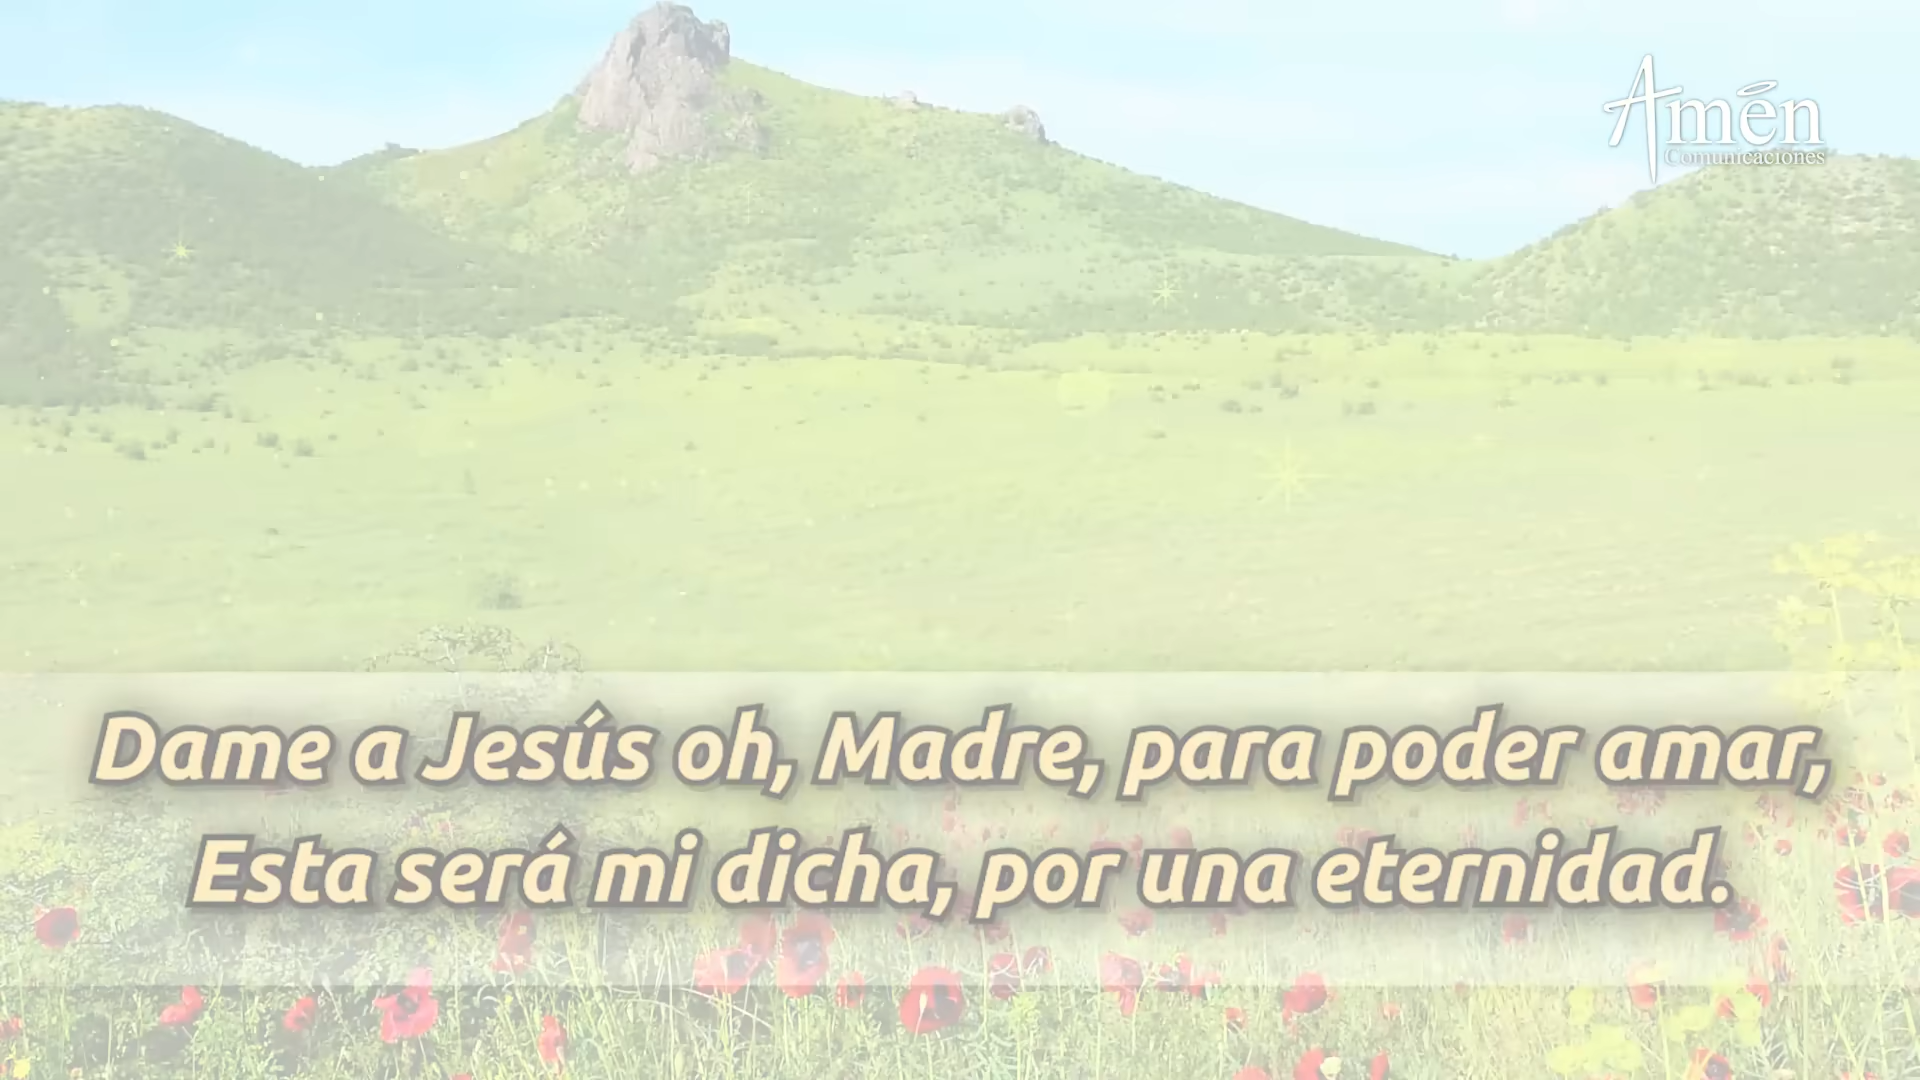 Amén
Comunicaciones
Dame a Jesús oh, Madre, para poder amar,
Esta será mi dicha, por una eternidad.